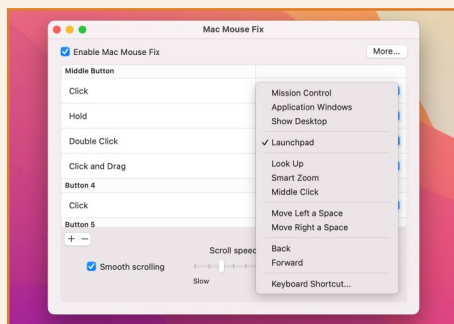 Mac Mouse Fix
Enable Mac Mouse Fix
More...
Middle Button
Click
Hold
Double Click
Click and Drag
Button 4
Click
Button 5
+ −
Scroll speed
Smooth scrolling
Slow
Mission Control
Application Windows
Show Desktop
✓ Launchpad
Look Up
Smart Zoom
Middle Click
Move Left a Space
Move Right a Space
Back
Forward
Keyboard Shortcut...